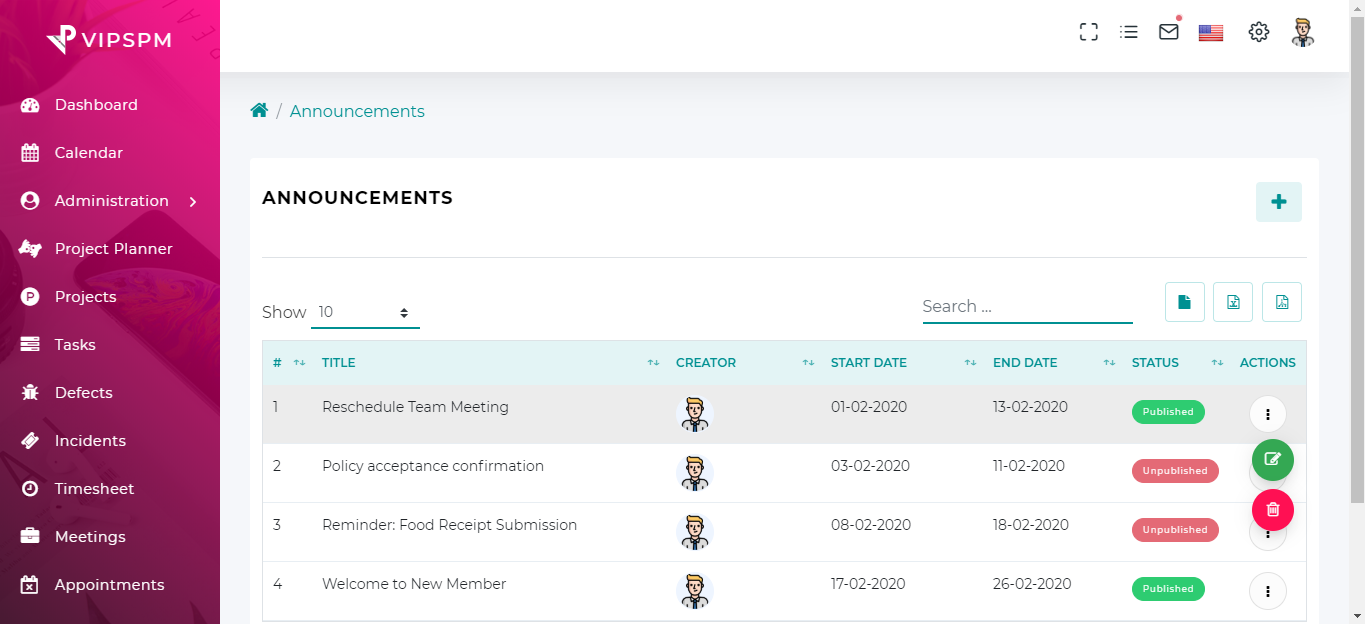 VIPSPM
Dashboard
Calendar
Administration
Project Planner
Projects
Tasks
Defects
Incidents
Timesheet
Meetings
Appointments
/ Announcements
ANNOUNCEMENTS
Show 10
Search ...
# TITLE CREATOR START DATE END DATE STATUS ACTIONS
1 Reschedule Team Meeting 01-02-2020 13-02-2020 Published
2 Policy acceptance confirmation 03-02-2020 11-02-2020 Unpublished
3 Reminder: Food Receipt Submission 08-02-2020 18-02-2020 Unpublished
4 Welcome to New Member 17-02-2020 26-02-2020 Published